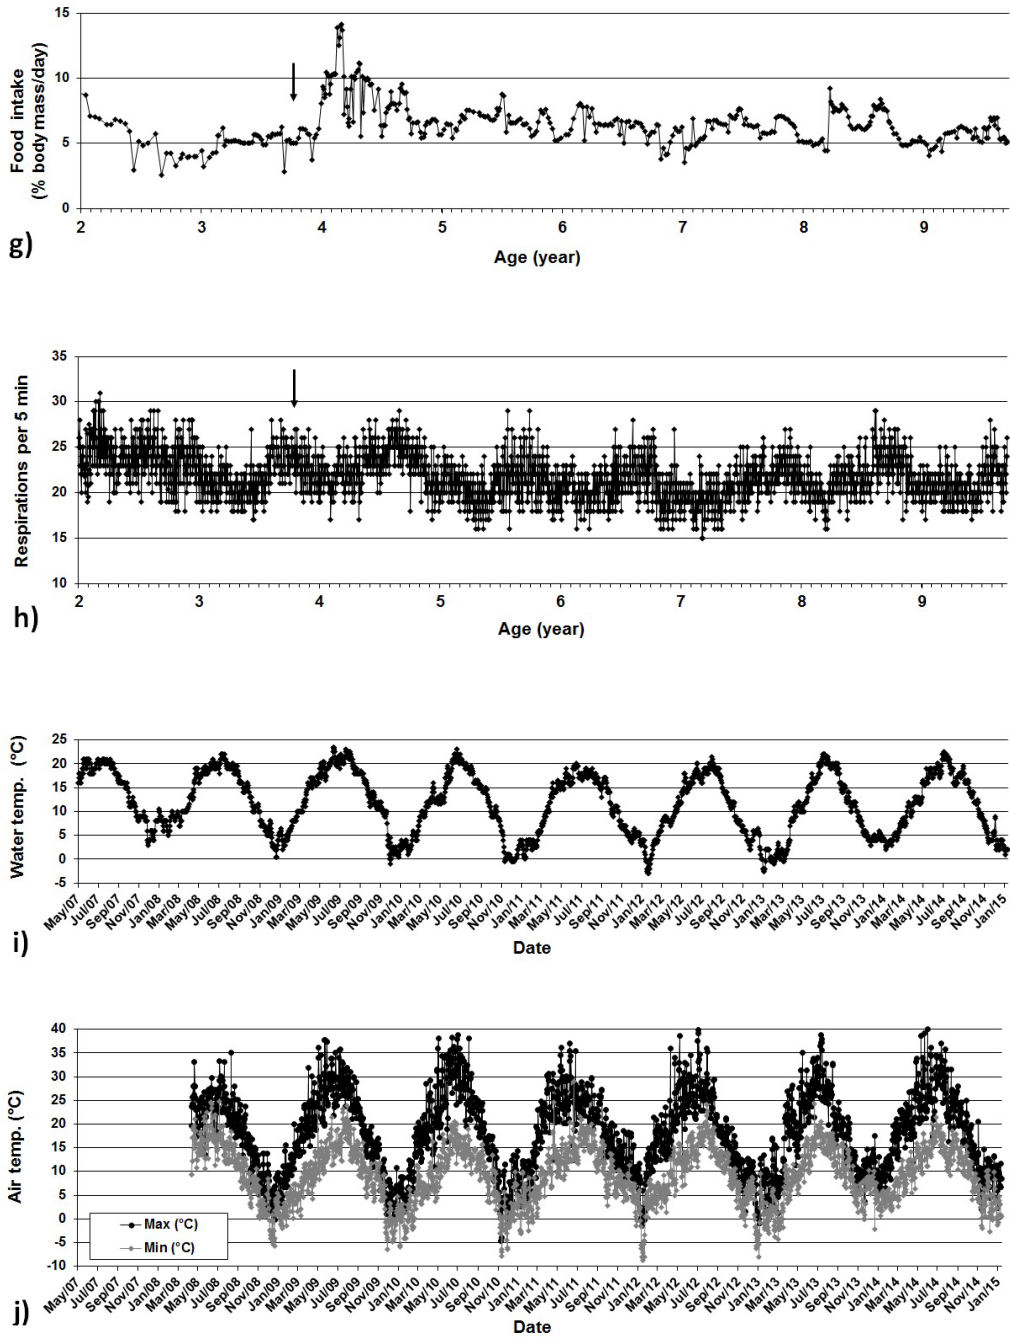 15
10
5
0
Food intake
(% body mass/day)
2 3 4 5 6 7 8 9
Age (year)
g)
35
30
25
20
15
10
Respirations per 5 min
2 3 4 5 6 7 8 9
Age (year)
h)
25
20
15
10
5
0
-5
Water temp. (°C)
May/07 Jul/07 Sep/07 Nov/07 Jan/08 Mar/08 May/08 Jul/08 Sep/08 Nov/08 Jan/09 Mar/09 May/09 Jul/09 Sep/09 Nov/09 Jan/10 Mar/10 May/10 Jul/10 Sep/10 Nov/10 Jan/11 Mar/11 May/11 Jul/11 Sep/11 Nov/11 Jan/12 Mar/12 May/12 Jul/12 Sep/12 Nov/12 Jan/13 Mar/13 May/13 Jul/13 Sep/13 Nov/13 Jan/14 Mar/14 May/14 Jul/14 Sep/14 Nov/14 Jan/15
Date
i)
40
35
30
25
20
15
10
5
0
-5
-10
Air temp. (°C)
Max (°C)
Min (°C)
May/07 Jul/07 Sep/07 Nov/07 Jan/08 Mar/08 May/08 Jul/08 Sep/08 Nov/08 Jan/09 Mar/09 May/09 Jul/09 Sep/09 Nov/09 Jan/10 Mar/10 May/10 Jul/10 Sep/10 Nov/10 Jan/11 Mar/11 May/11 Jul/11 Sep/11 Nov/11 Jan/12 Mar/12 May/12 Jul/12 Sep/12 Nov/12 Jan/13 Mar/13 May/13 Jul/13 Sep/13 Nov/13 Jan/14 Mar/14 May/14 Jul/14 Sep/14 Nov/14 Jan/15
Date
j)